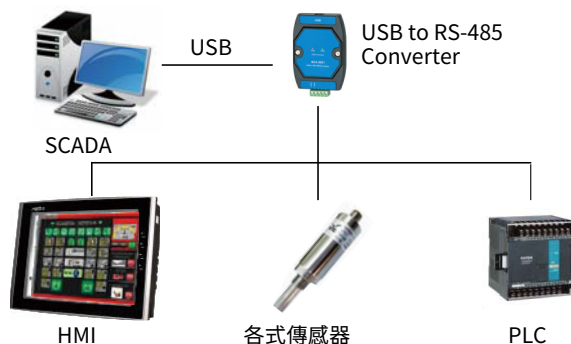 USB
USB to RS-485
Converter
SCADA
HMI
各式傳感器
PLC